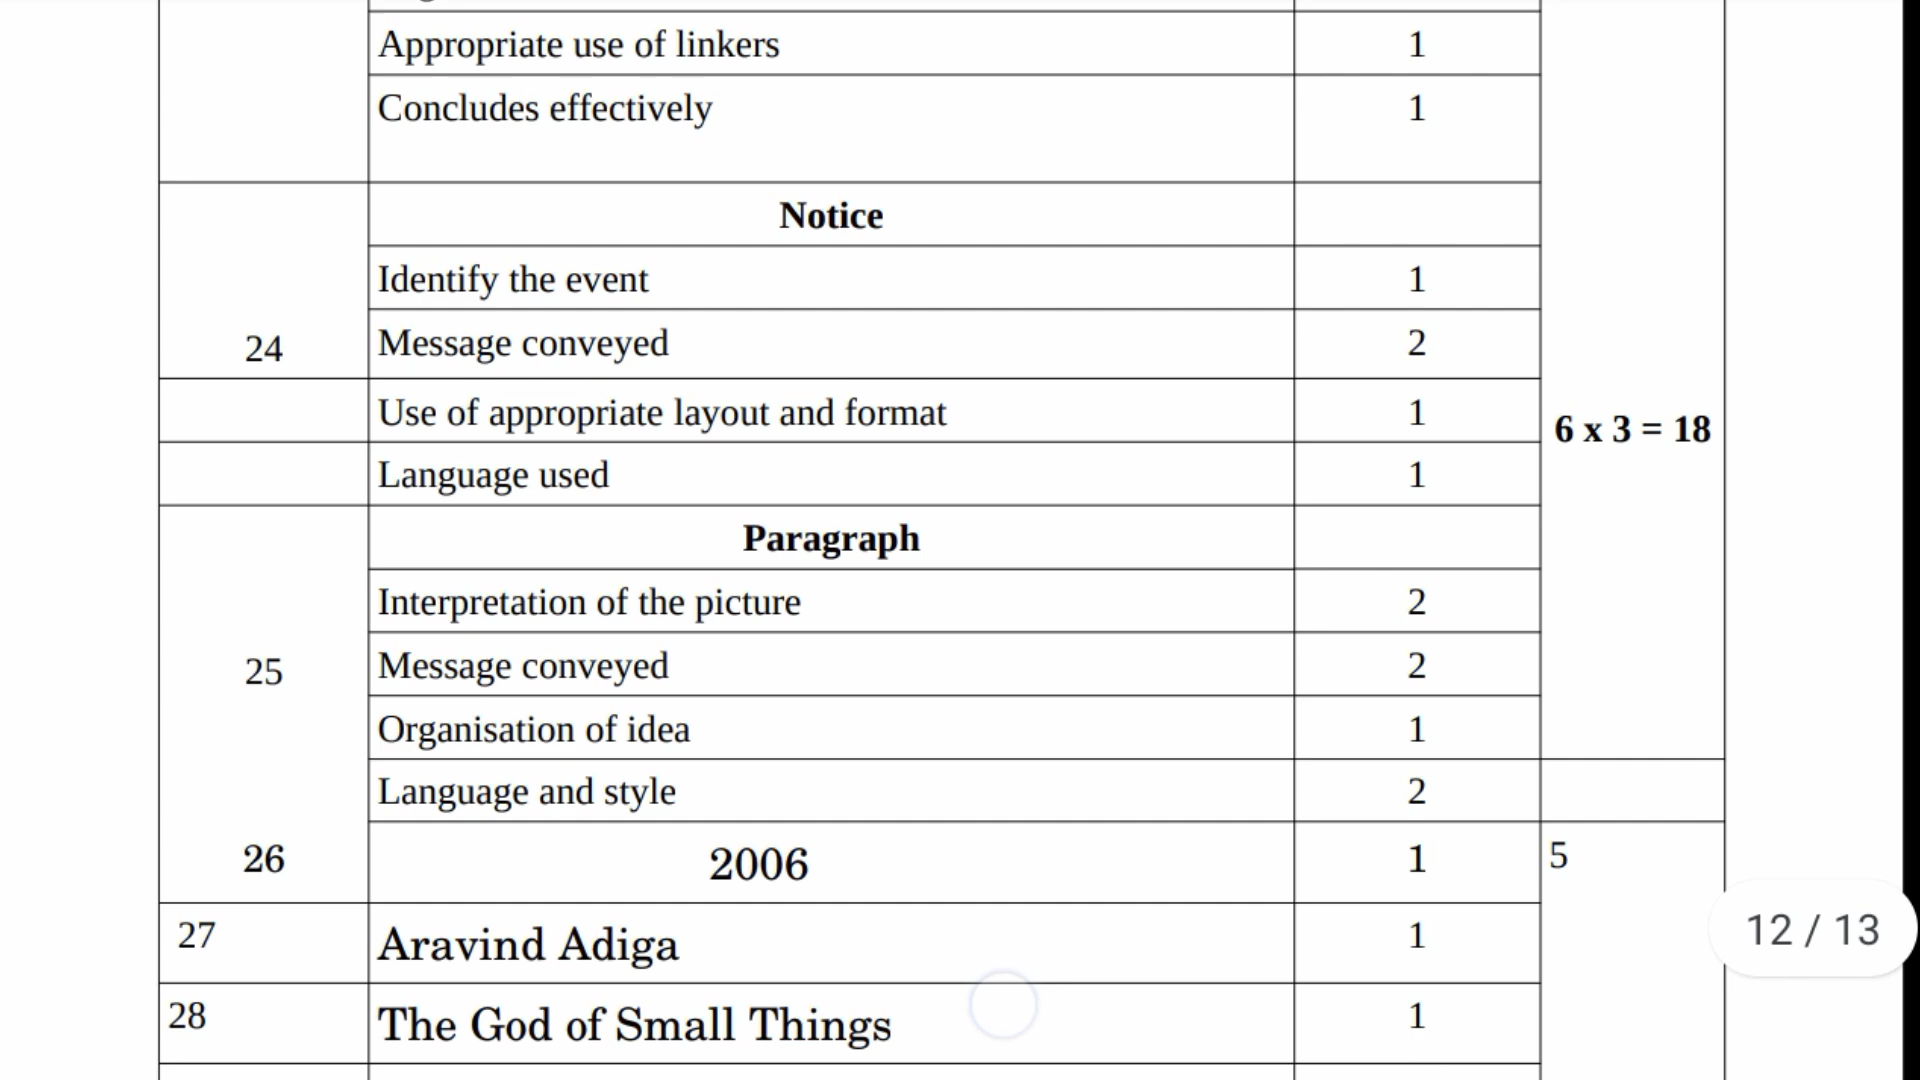 Appropriate use of linkers 1
Concludes effectively 1
Notice
Identify the event 1
24 Message conveyed 2
Use of appropriate layout and format 1
6 x 3 = 18
Language used 1
Paragraph
Interpretation of the picture 2
25 Message conveyed 2
Organisation of idea 1
Language and style 2
26 2006 1 5
27 Aravind Adiga 1
12 / 13
28 The God of Small Things 1